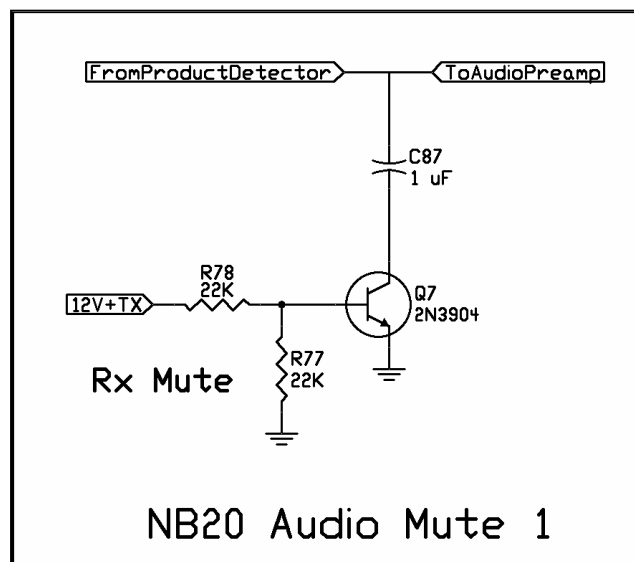 FromProductDetector
ToAudioPreamp
C87
1 uF
R78
22K
Q7
2N3904
12V+TX
R77
22K
Rx Mute
NB20 Audio Mute 1